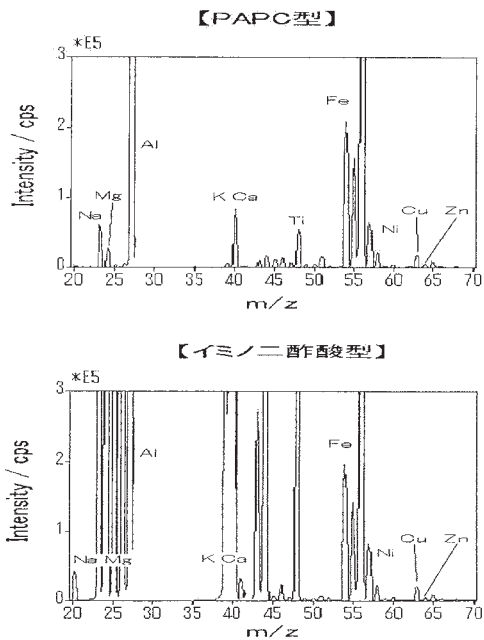 【PAPC型】
3 *E5
Fe
2
Al
Intensity / cps
K Ca
1
Mg
Na
Ti
Cu
Zn
Ni
0
20 25 30 35 40 45 50 55 60 65 70
m/z
【イミノ二酢酸型】
3 *E5
Al
Fe
2
Intensity / cps
1
Na Mg
K Ca
Ni
Cu
Zn
0
20 25 30 35 40 45 50 55 60 65 70
m/z